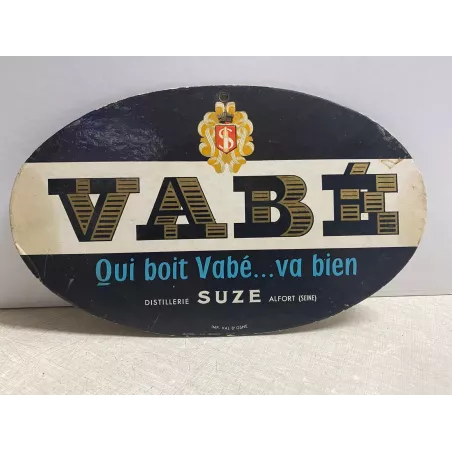 VABÉ
Qui boit Vabé...va bien
DISTILLERIE SUZE ALFORT (SEINE)